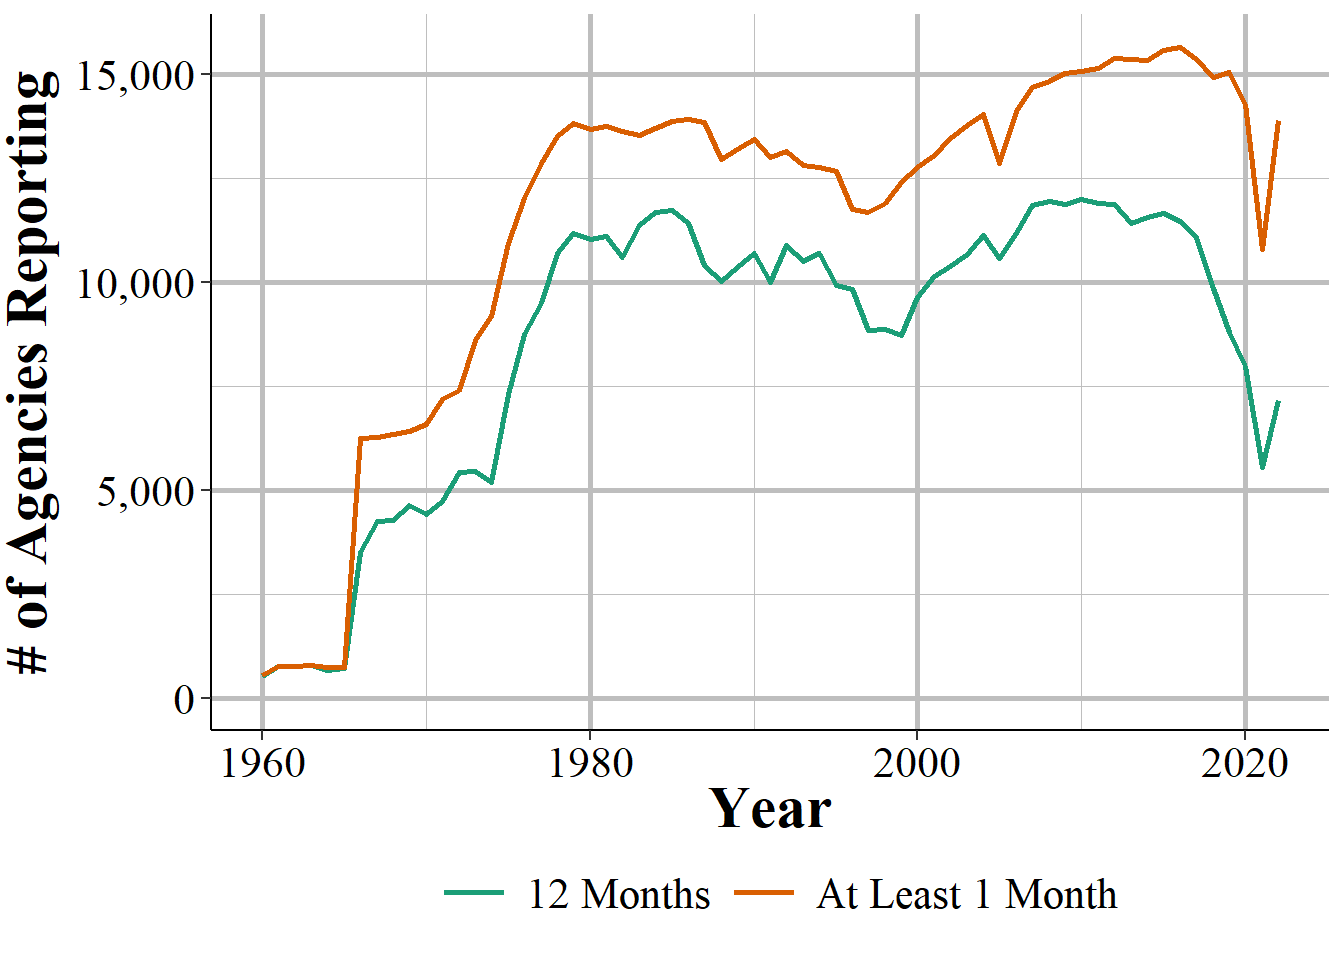 # of Agencies Reporting
15,000
10,000
5,000
0
1960 1980 2000 2020
Year
12 Months At Least 1 Month